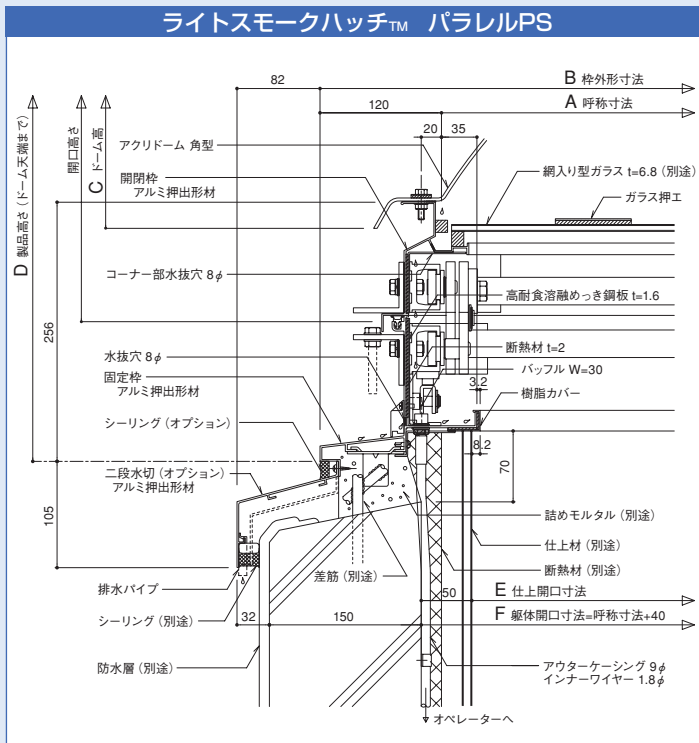 ライトスモークハッチTM パラレルPS
82
B 枠外形寸法
120
A 呼称寸法
20
35
D 製品高さ(ドーム天端まで)
開口高さ
C ドーム高
アクリドーム 角型
開閉枠
アルミ押出形材
網入り型ガラス t=6.8(別途)
ガラス押エ
コーナー部水抜穴 8φ
高耐食溶融めっき鋼板 t=1.6
256
水抜穴 8φ
断熱材 t=2
固定枠
アルミ押出形材
バッフル W=30
3.2
樹脂カバー
シーリング(オプション)
8.2
二段水切(オプション)
アルミ押出形材
70
105
詰めモルタル(別途)
仕上材(別途)
断熱材(別途)
差筋(別途)
排水パイプ
50
E 仕上開口寸法
シーリング(別途)
32
150
F 躯体開口寸法=呼称寸法+40
防水層(別途)
アウターケーシング 9φ
インナーワイヤー 1.8φ
オペレーターへ